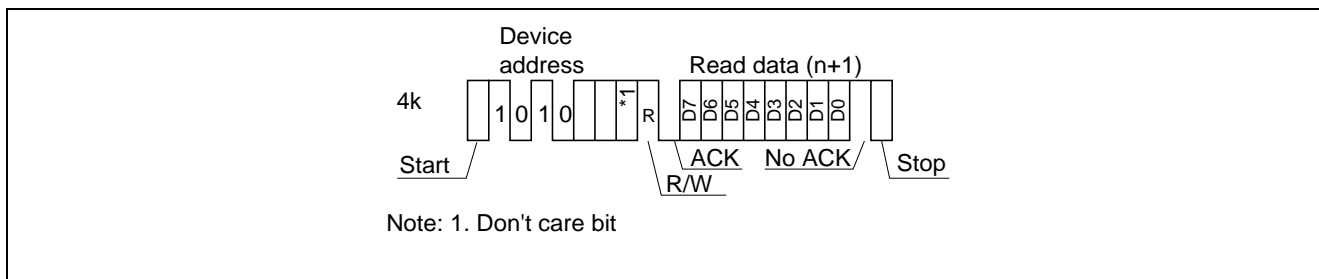 Device
address
Read data (n+1)
4k
1 0 1 0 *1 R D7 D6 D5 D4 D3 D2 D1 D0
Start
ACK
No ACK
Stop
R/W
Note: 1. Don't care bit